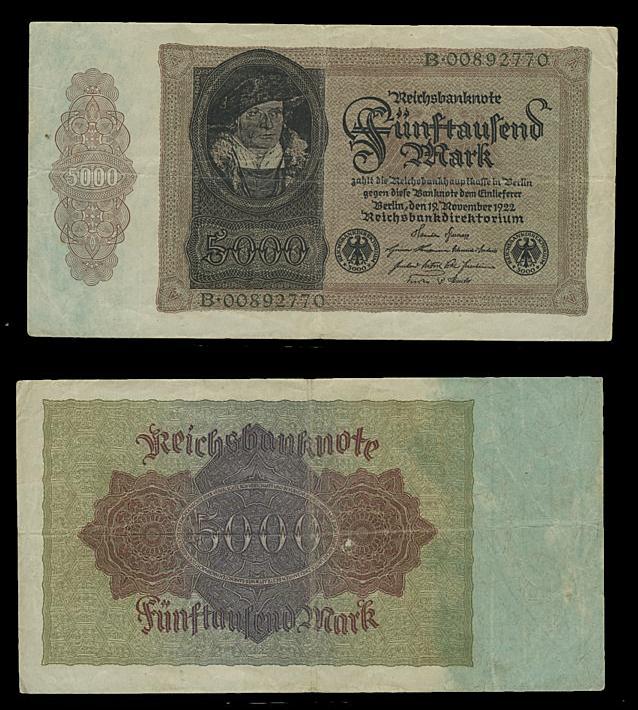 B·00892770
Reichsbanknote
Fünftausend
Mark
zahlt die Reichsbankhauptkasse in Berlin
gegen diese Banknote dem Einlieferer
Berlin, den 19. November 1922
Reichsbankdirektorium
5000
5000
B·00892770
Reichsbanknote
5000
Fünftausend Mark